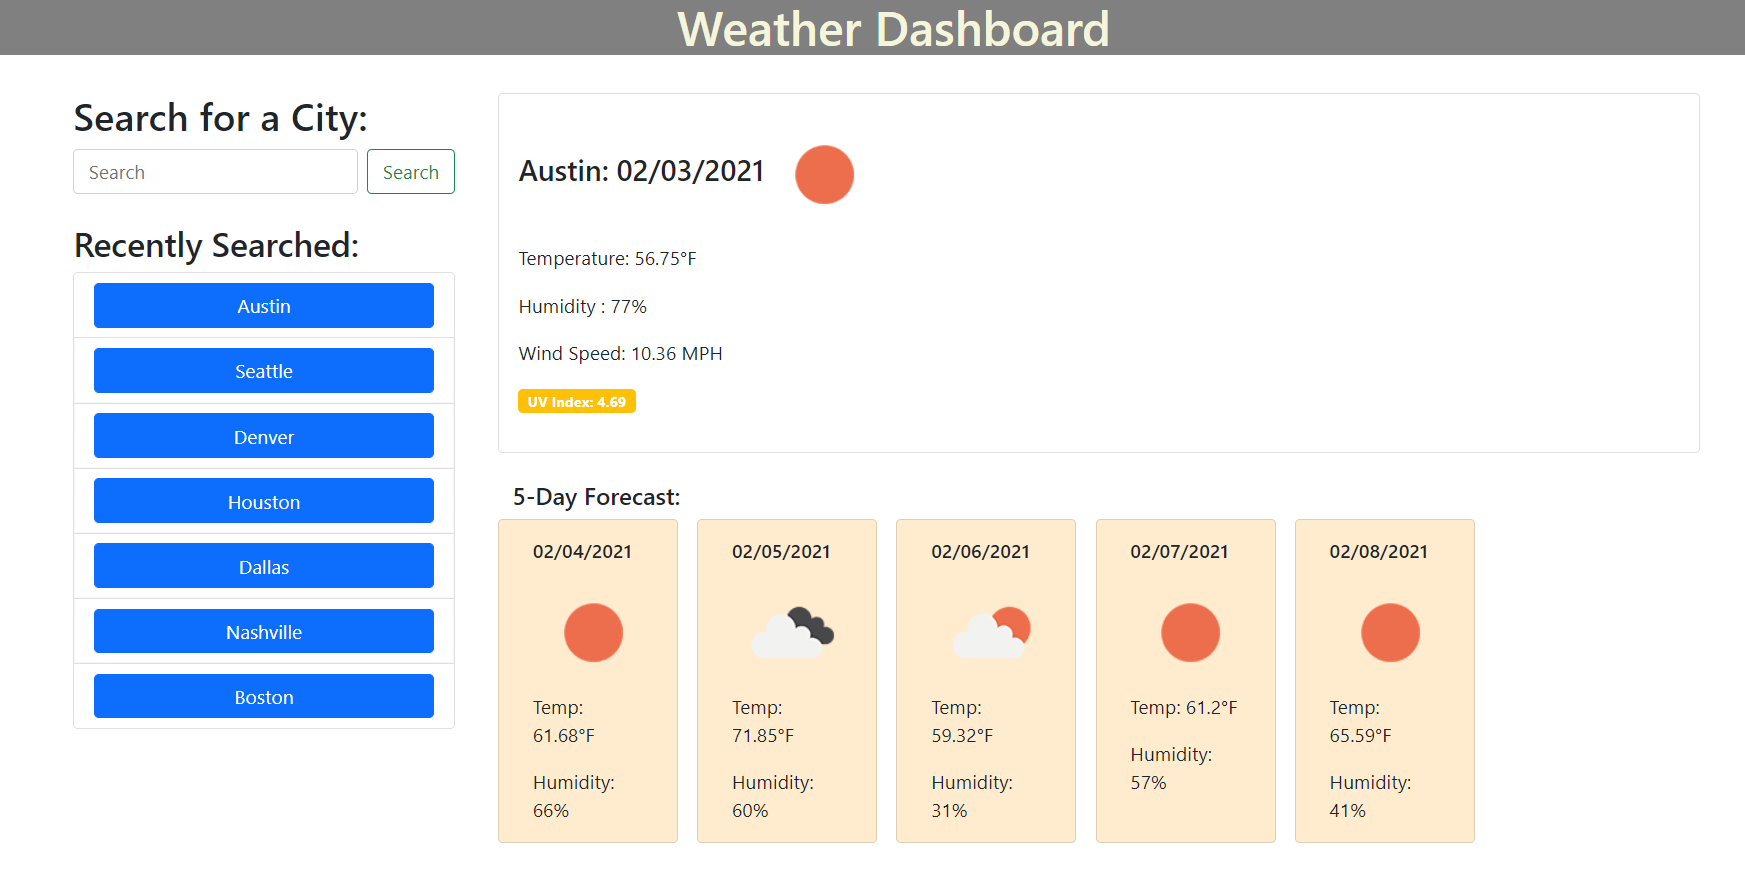 Weather Dashboard
Search for a City:
Search
Search
Recently Searched:
Austin
Seattle
Denver
Houston
Dallas
Nashville
Boston
Austin: 02/03/2021
Temperature: 56.75°F
Humidity : 77%
Wind Speed: 10.36 MPH
UV Index: 4.69
5-Day Forecast:
02/04/2021
Temp:
61.68°F
Humidity:
66%
02/05/2021
Temp:
71.85°F
Humidity:
60%
02/06/2021
Temp:
59.32°F
Humidity:
31%
02/07/2021
Temp: 61.2°F
Humidity:
57%
02/08/2021
Temp:
65.59°F
Humidity:
41%